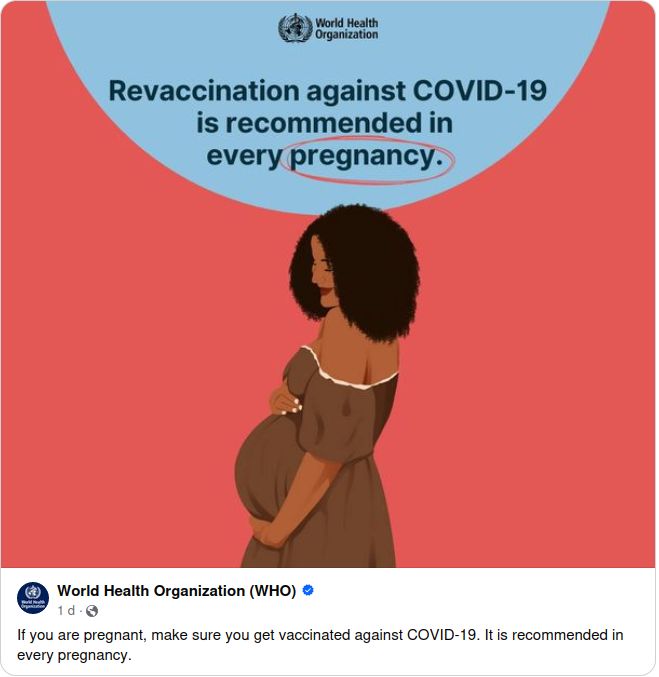 World Health
Organization
Revaccination against COVID-19
is recommended in
every pregnancy.
World Health Organization (WHO)
1 d ·
If you are pregnant, make sure you get vaccinated against COVID-19. It is recommended in
every pregnancy.